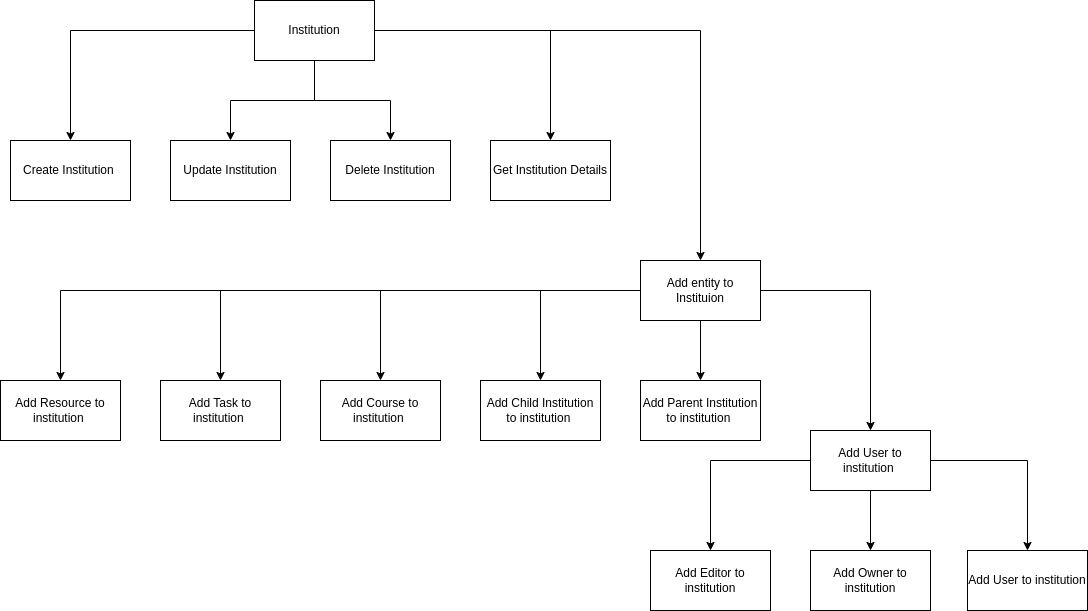 Institution
Create Institution
Update Institution
Delete Institution
Get Institution Details
Add entity to
Instituion
Add Resource to
institution
Add Task to
institution
Add Course to
institution
Add Child Institution
to institution
Add Parent Institution
to institution
Add User to
institution
Add Editor to
institution
Add Owner to
institution
Add User to institution